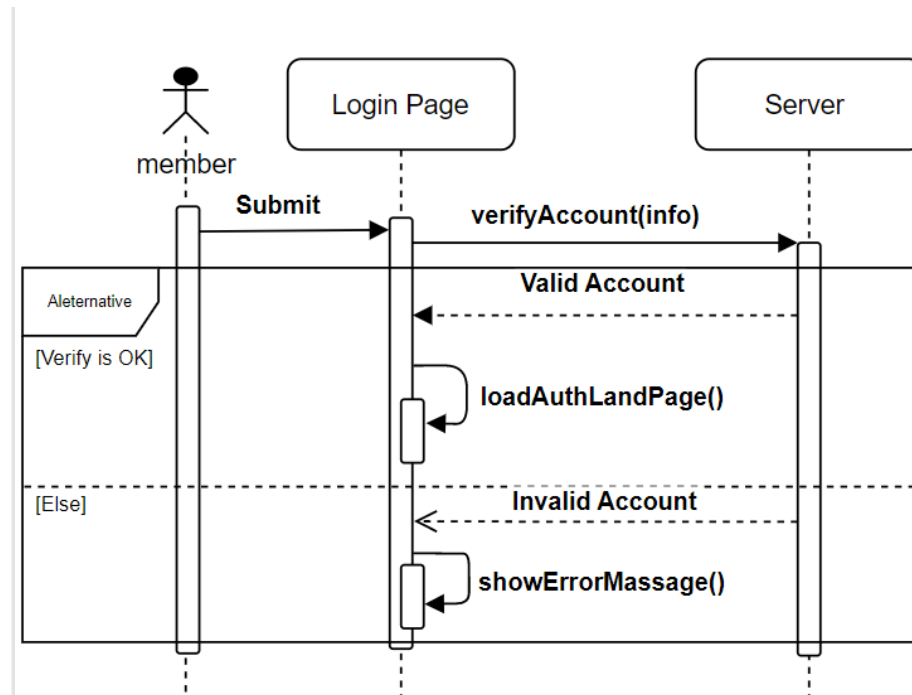 Login Page
Server
member
Submit
verifyAccount(info)
Valid Account
Aleternative
[Verify is OK]
loadAuthLandPage()
[Else]
Invalid Account
showErrorMassage()